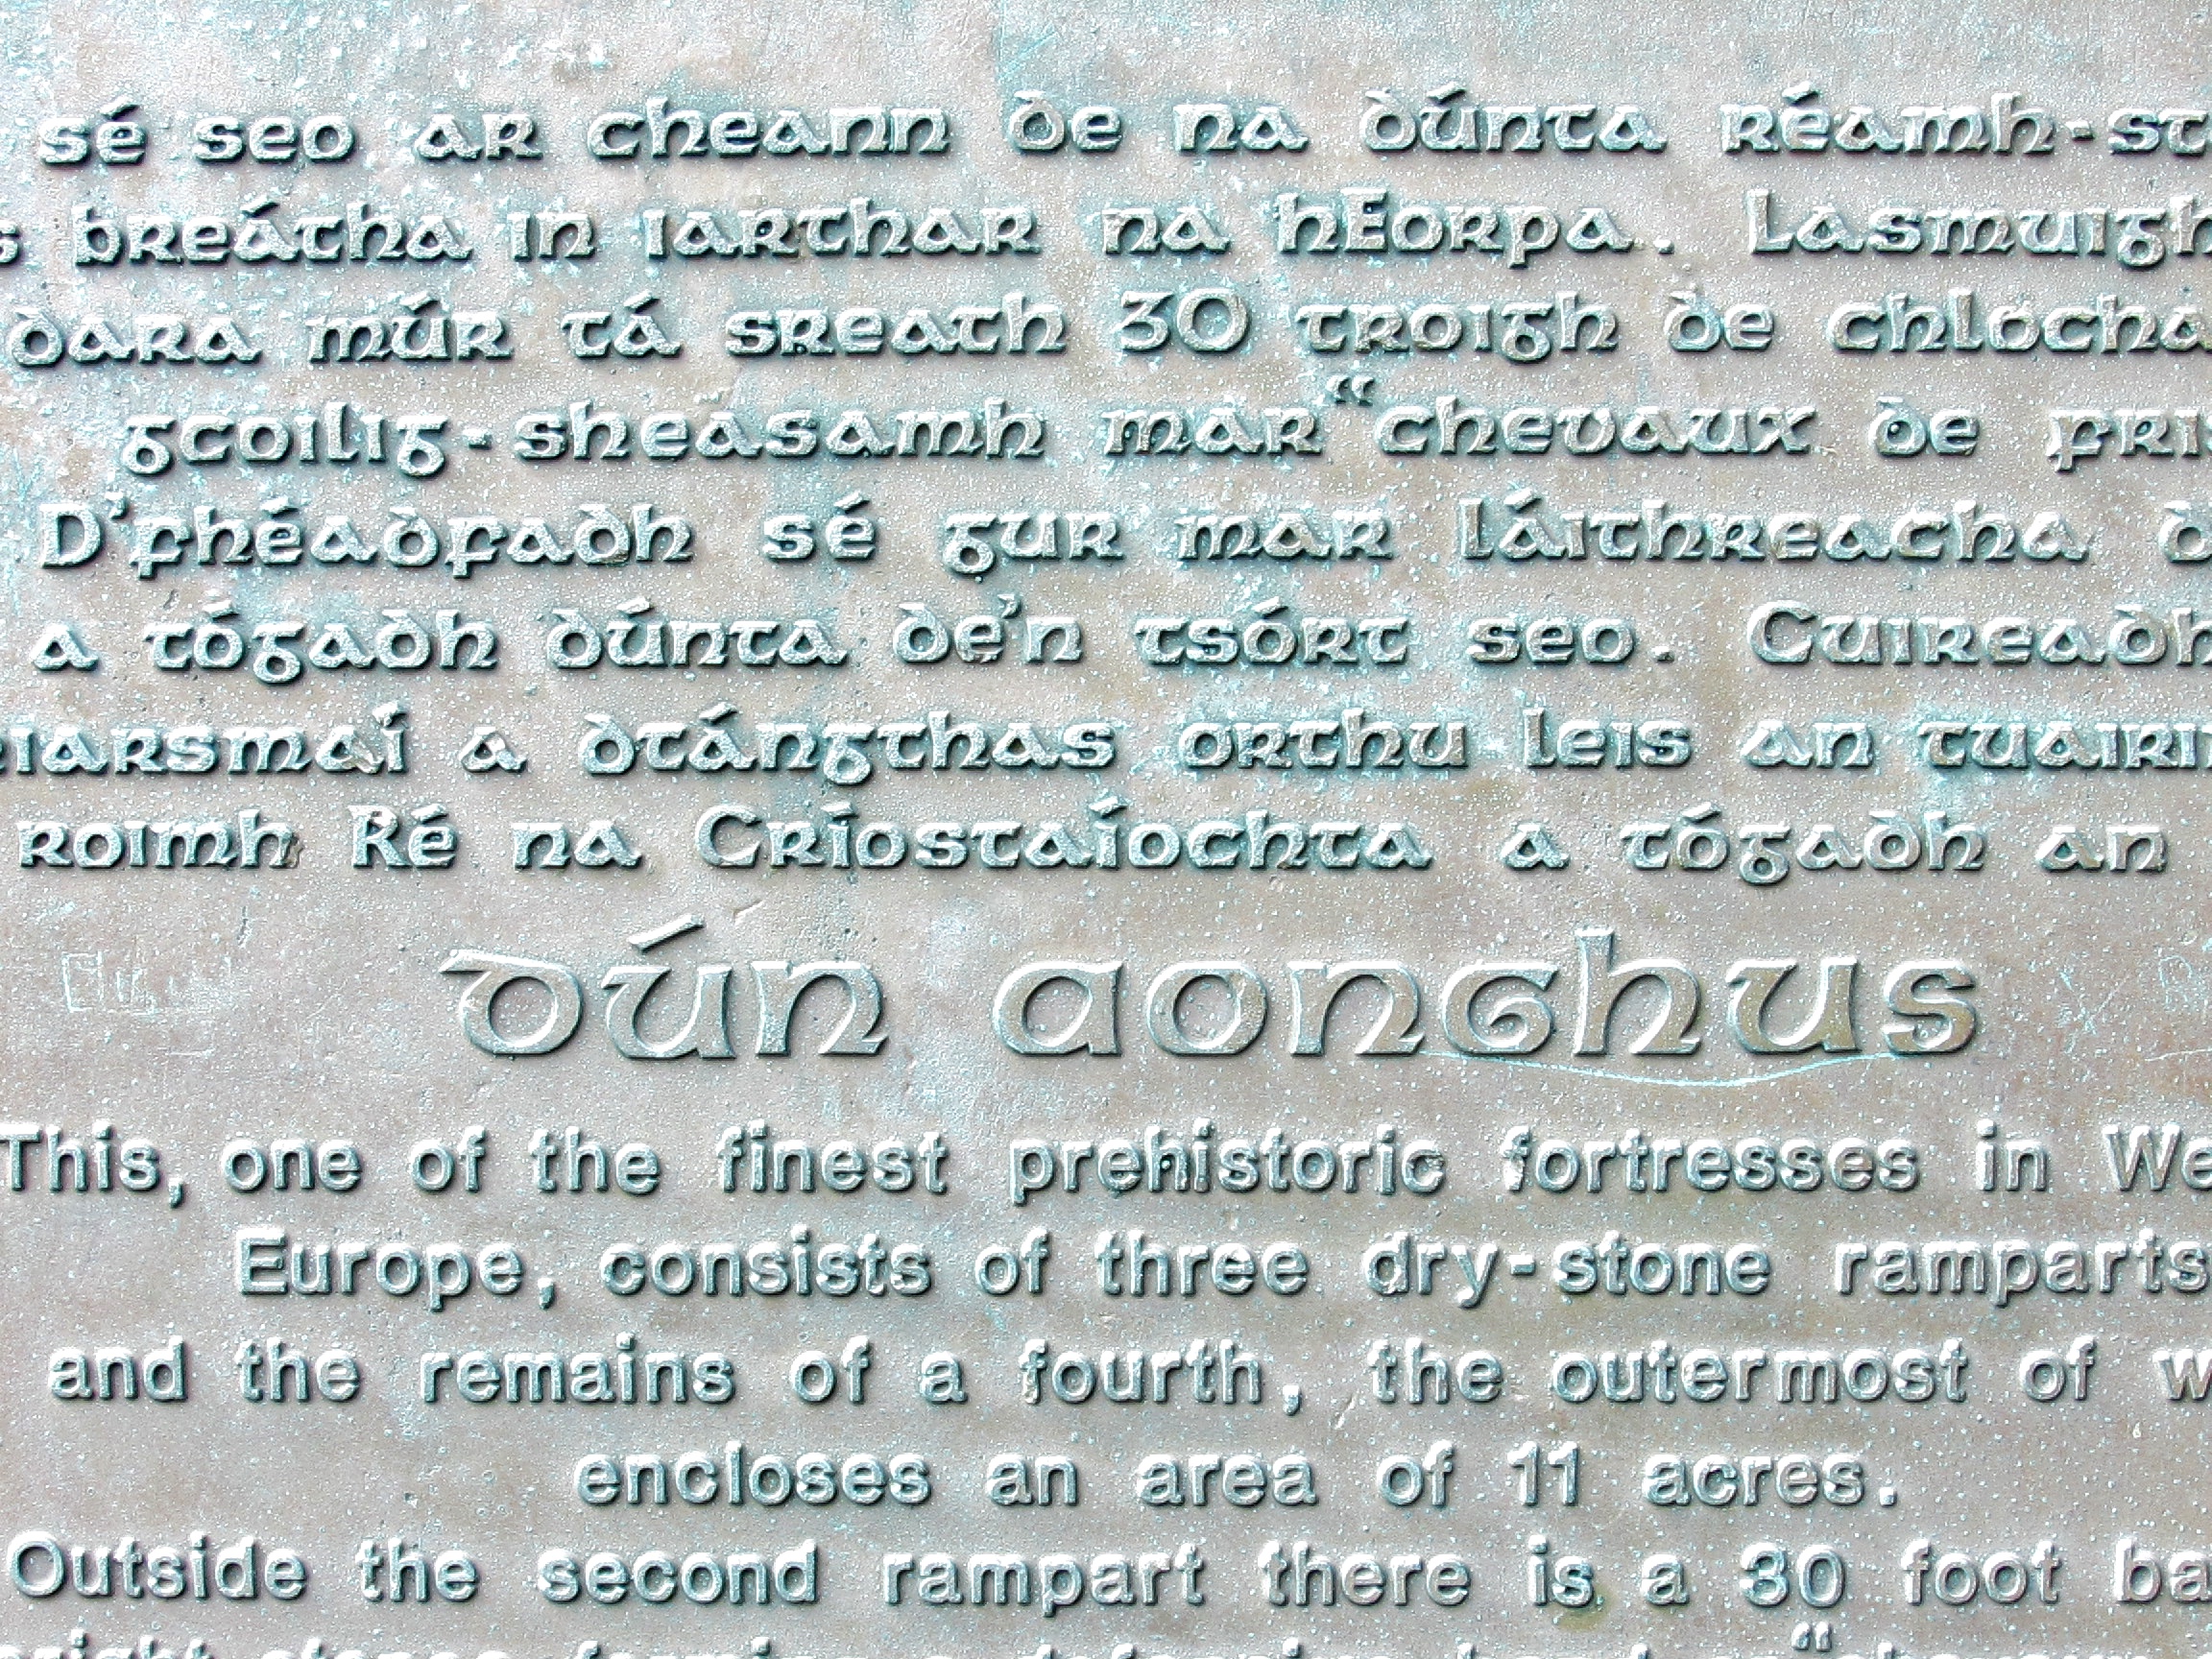 sé seo ar cheann de na dúnta réamh-st
s breátha in iarthar na hEorpa. Lasmuigh
dara múr tá sreath 30 troigh de chlocha
gcoilig-sheasamh mar "chevaux de fri
D'fhéadfadh sé gur mar láithreacha d
a tógadh dúnta de'n tsórt seo. Cuireadh
iarsmaí a dtángthas orthu leis an tuairi
roimh Ré na Críostaíochta a tógadh an
dún aonghus
This, one of the finest prehistoric fortresses in We
Europe, consists of three dry-stone ramparts
and the remains of a fourth, the outermost of w
encloses an area of 11 acres.
Outside the second rampart there is a 30 foot ba